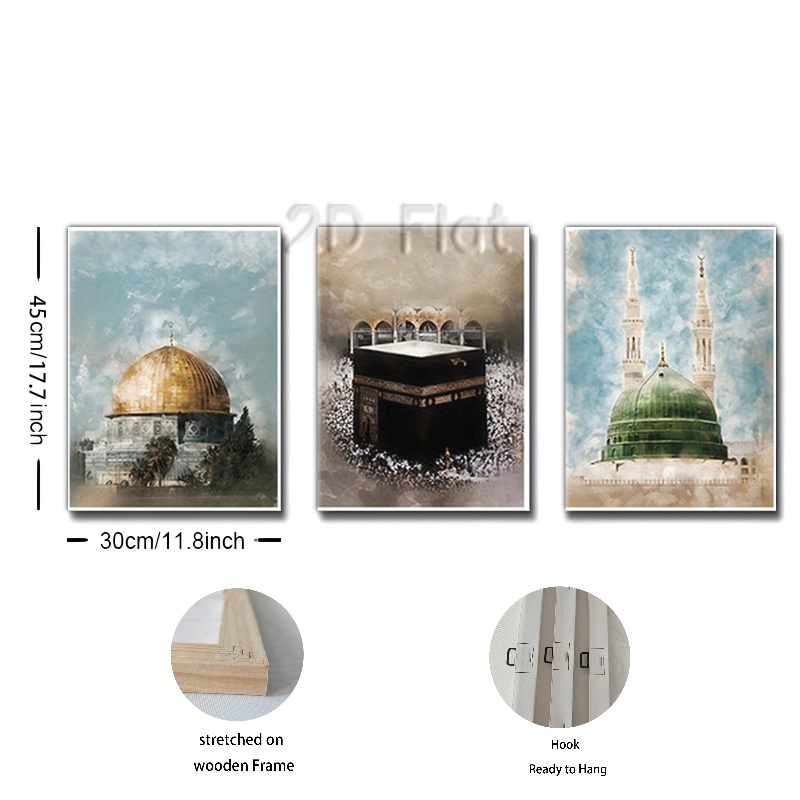 2D Flat
45cm/17.7inch
30cm/11.8inch
stretched on
wooden Frame
Hook
Ready to Hang